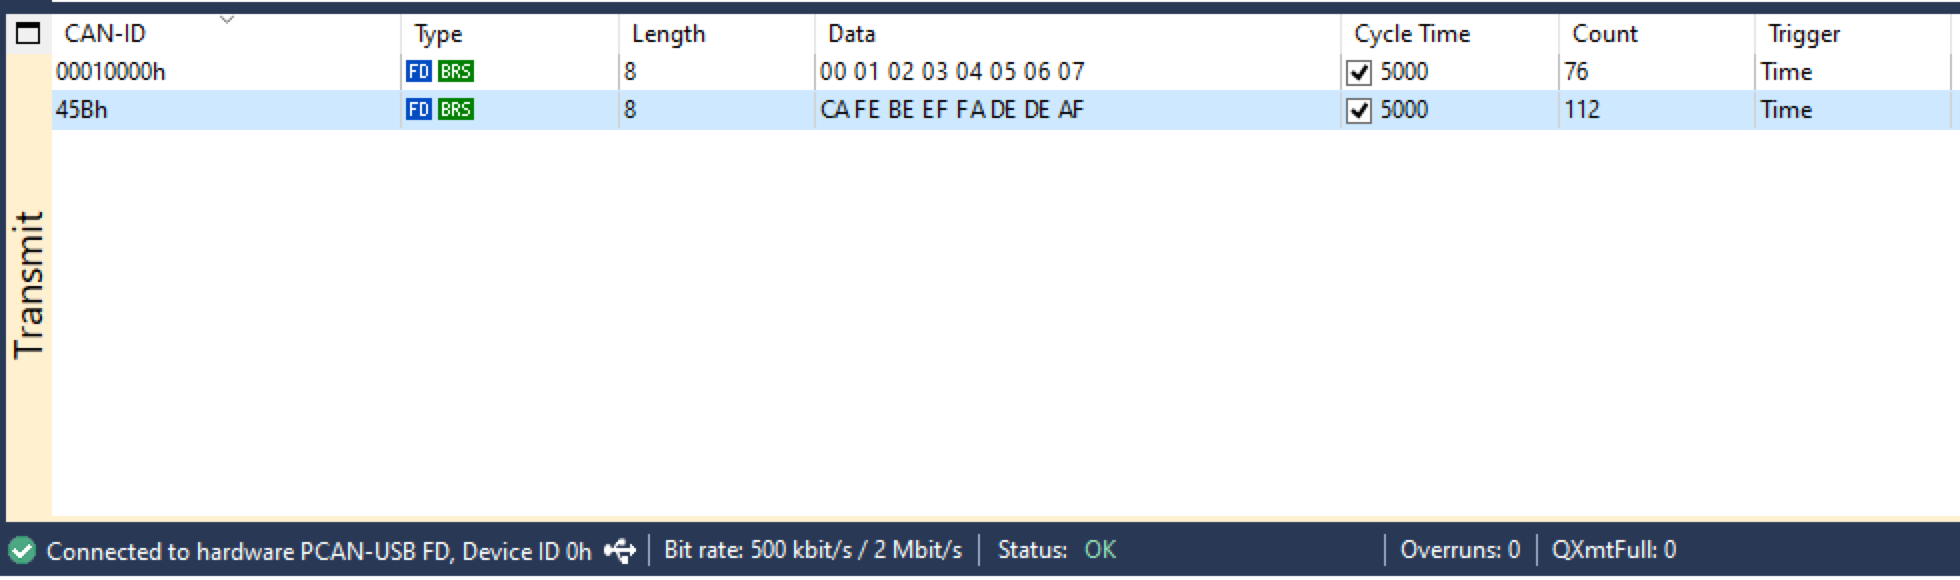 CAN-ID Type Length Data Cycle Time Count Trigger
00010000h FD BRS 8 00 01 02 03 04 05 06 07 5000 76 Time
45Bh FD BRS 8 CA FE BE EF FA DE DE AF 5000 112 Time
Transmit
Connected to hardware PCAN-USB FD, Device ID 0h Bit rate: 500 kbit/s / 2 Mbit/s Status: OK Overruns: 0 QXmtFull: 0